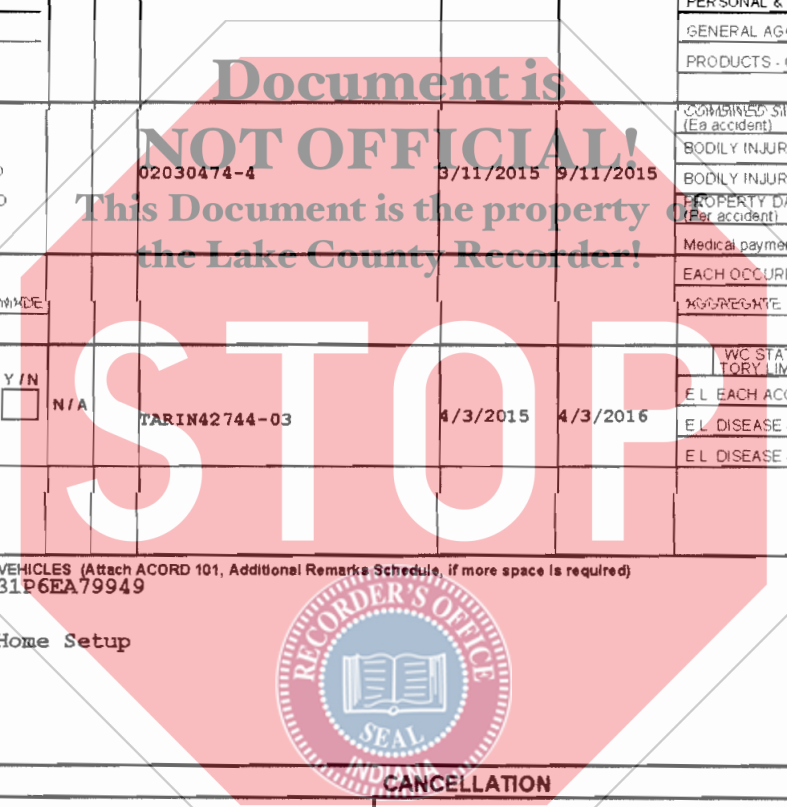 PERSONAL &
GENERAL AG
PRODUCTS -
Document is
NOT OFFICIAL!
This Document is the property of
the Lake County Recorder!
COMBINED SI
(Ea accident)
BODILY INJUR
02030474-4 3/11/2015 9/11/2015 BODILY INJUR
PROPERTY DA
(Per accident)
Medical paymen
EACH OCCURR
MADE AGGREGATE
STOP
WC STAT
TORY LIM
Y / N
N / A
E L EACH ACC
TARIN42744-03 4/3/2015 4/3/2016 E L DISEASE
E L DISEASE
VEHICLES (Attach ACORD 101, Additional Remarks Schedule, if more space is required)
31P6EA79949
Home Setup
RECORDER'S OFFICE
SEAL
INDIANA
CANCELLATION